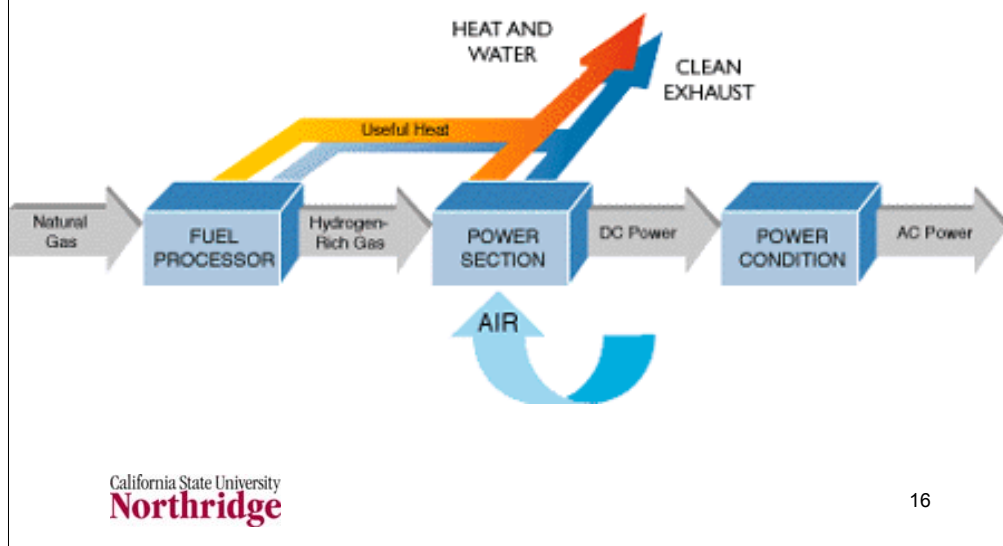 HEAT AND
WATER
CLEAN
EXHAUST
Useful Heat
Natural
Gas
FUEL
PROCESSOR
Hydrogen-
Rich Gas
POWER
SECTION
DC Power
POWER
CONDITION
AC Power
AIR
California State University
Northridge
16